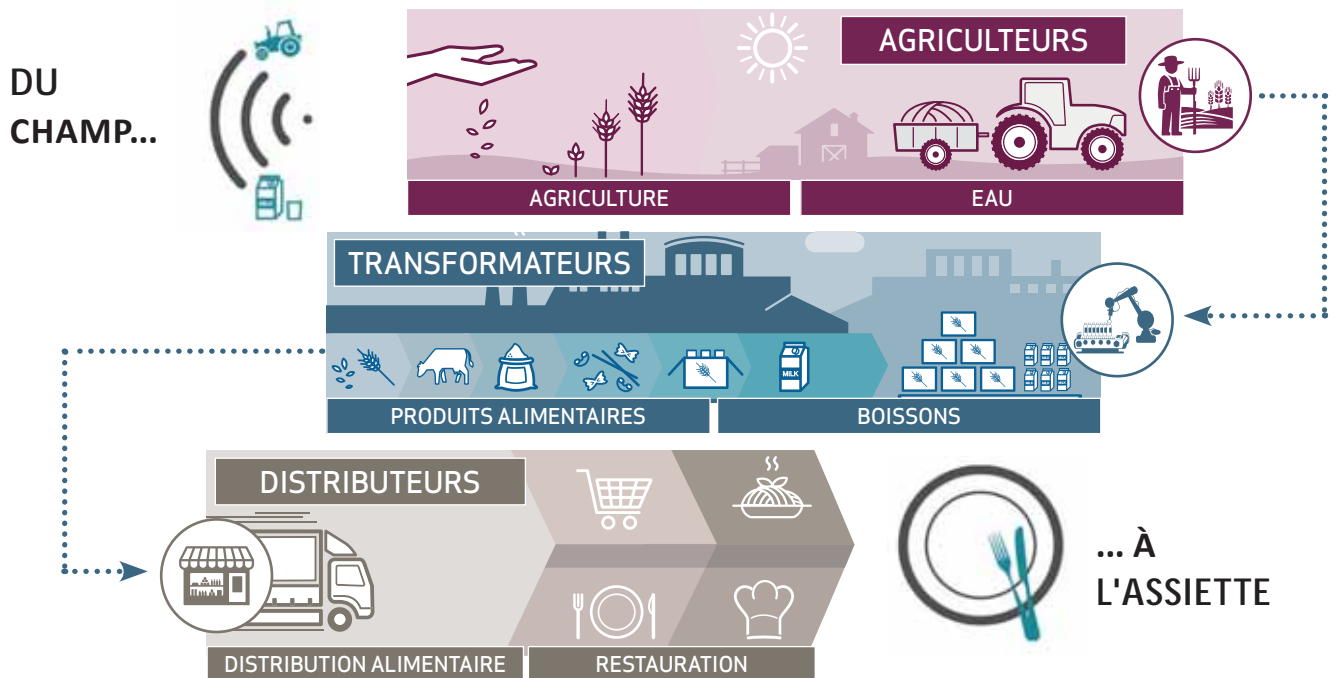 DU
CHAMP...
AGRICULTEURS
AGRICULTURE
EAU
TRANSFORMATEURS
MILK
PRODUITS ALIMENTAIRES
BOISSONS
DISTRIBUTEURS
DISTRIBUTION ALIMENTAIRE
RESTAURATION
... À
L'ASSIETTE